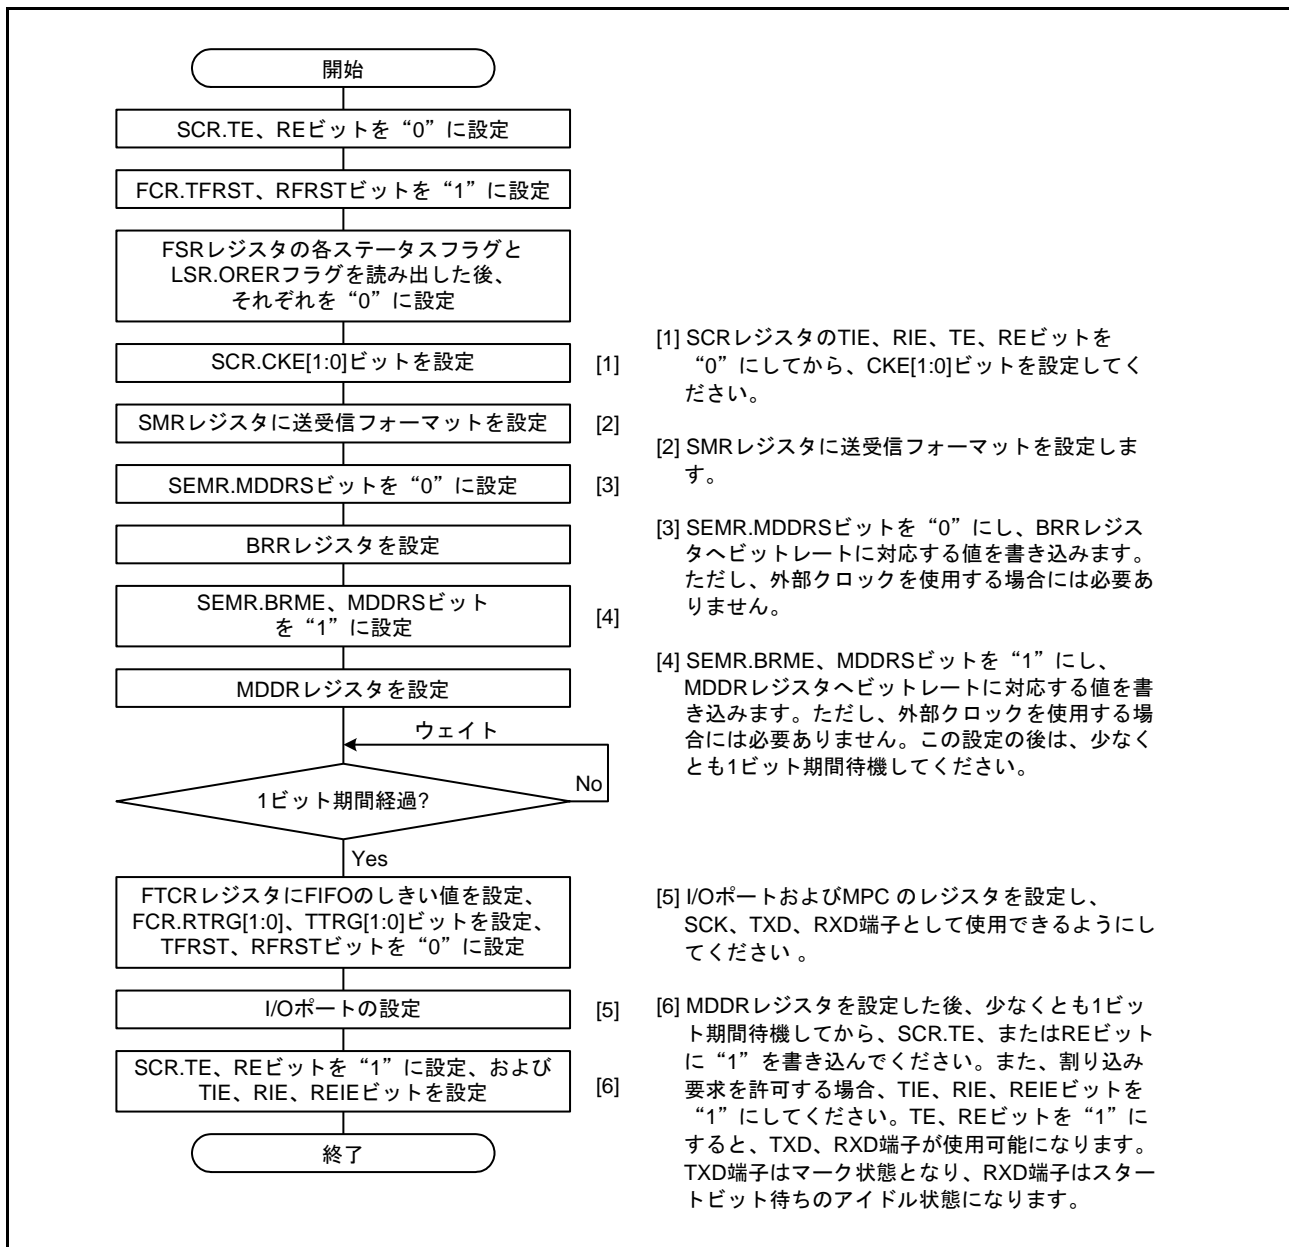 開始
SCR.TE、REビットを“0”に設定
FCR.TFRST、RFRSTビットを“1”に設定
FSRレジスタの各ステータスフラグと
LSR.ORERフラグを読み出した後、
それぞれを“0”に設定
SCR.CKE[1:0]ビットを設定 [1]
SMRレジスタに送受信フォーマットを設定 [2]
SEMR.MDDRSビットを“0”に設定 [3]
BRRレジスタを設定
SEMR.BRME、MDDRSビット
を“1”に設定 [4]
MDDRレジスタを設定
ウェイト
1ビット期間経過?
No
Yes
FTCRレジスタにFIFOのしきい値を設定、
FCR.RTRG[1:0]、TTRG[1:0]ビットを設定、
TFRST、RFRSTビットを“0”に設定
I/Oポートの設定 [5]
SCR.TE、REビットを“1”に設定、および
TIE、RIE、REIEビットを設定 [6]
終了
[1] SCRレジスタのTIE、RIE、TE、REビットを
“0”にしてから、CKE[1:0]ビットを設定してく
ださい。
[2] SMRレジスタに送受信フォーマットを設定しま
す。
[3] SEMR.MDDRSビットを“0”にし、BRRレジス
タへビットレートに対応する値を書き込みます。
ただし、外部クロックを使用する場合には必要あ
りません。
[4] SEMR.BRME、MDDRSビットを“1”にし、
MDDRレジスタへビットレートに対応する値を書
き込みます。ただし、外部クロックを使用する場
合には必要ありません。この設定の後は、少なく
とも1ビット期間待機してください。
[5] I/OポートおよびMPC のレジスタを設定し、
SCK、TXD、RXD端子として使用できるようにし
てください 。
[6] MDDRレジスタを設定した後、少なくとも1ビッ
ト期間待機してから、SCR.TE、またはREビット
に“1”を書き込んでください。また、割り込み
要求を許可する場合、TIE、RIE、REIEビットを
“1”にしてください。TE、REビットを“1”に
すると、TXD、RXD端子が使用可能になります。
TXD端子はマーク状態となり、RXD端子はスター
トビット待ちのアイドル状態になります。